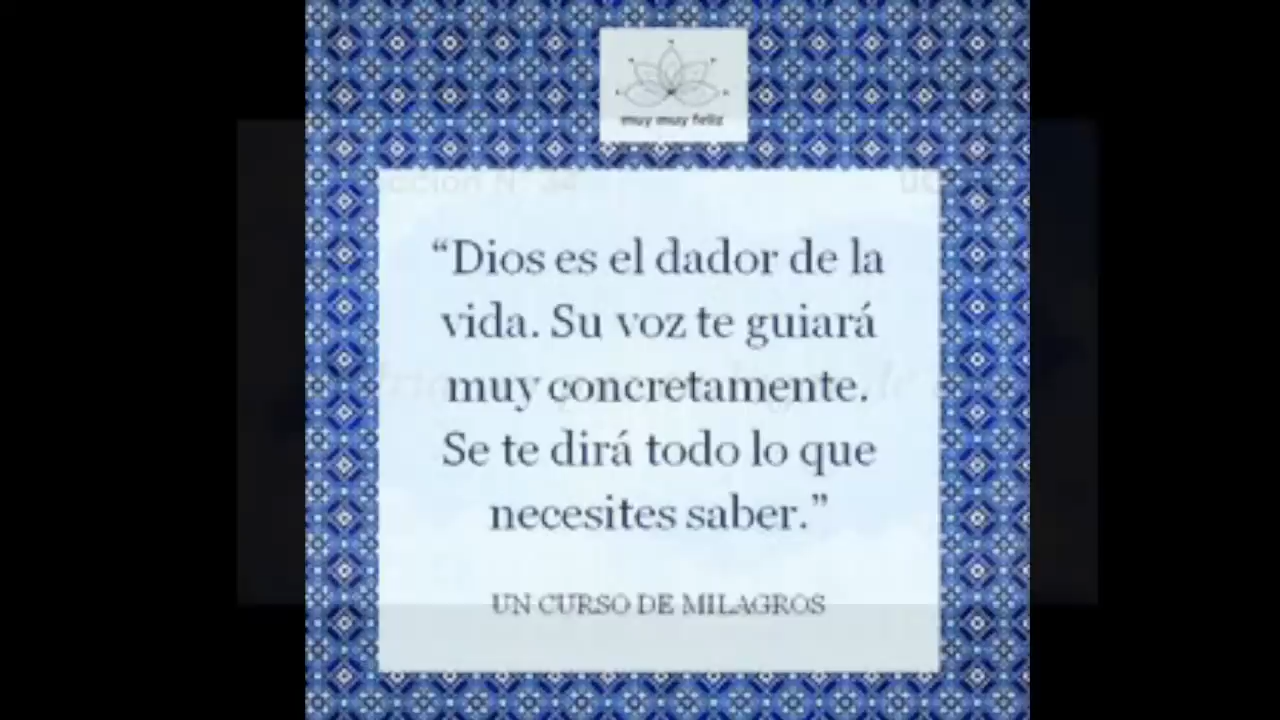 muy muy feliz
“Dios es el dador de la
vida. Su voz te guiará
muy concretamente.
Se te dirá todo lo que
necesites saber.”
UN CURSO DE MILAGROS